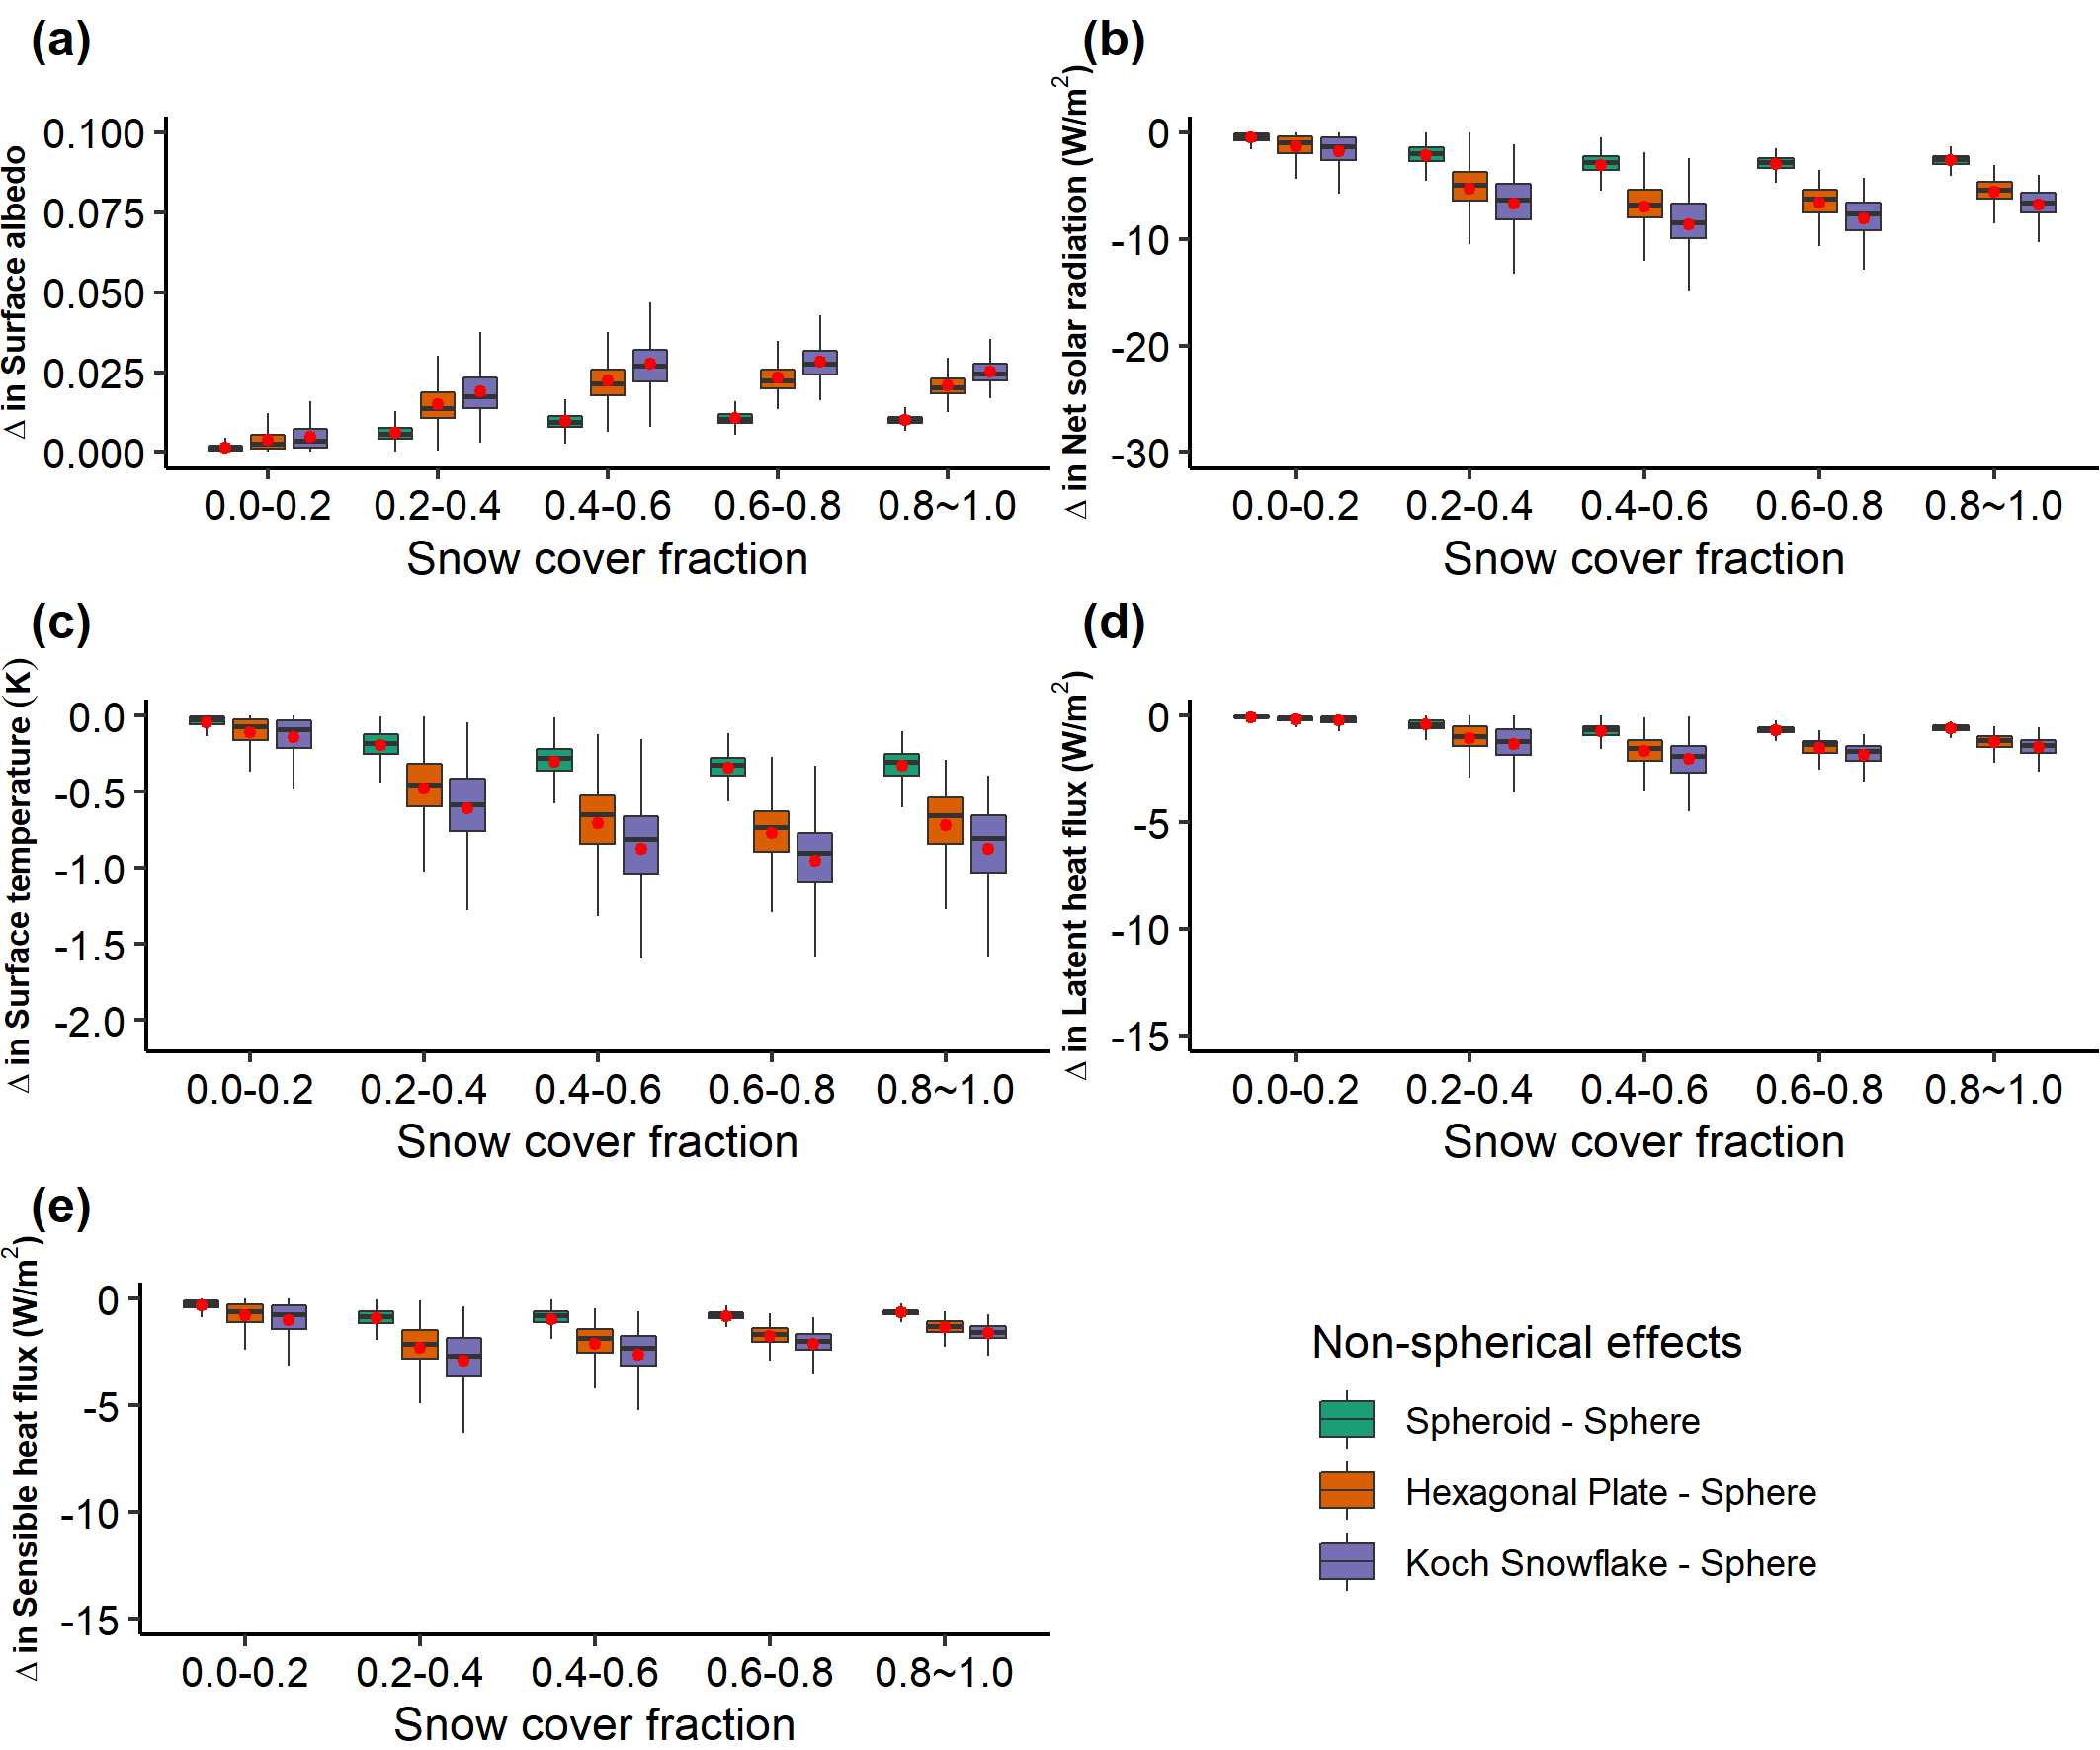 (a)
Δ in Surface albedo
0.100
0.075
0.050
0.025
0.000
0.0-0.2 0.2-0.4 0.4-0.6 0.6-0.8 0.8~1.0
Snow cover fraction
(b)
Δ in Net solar radiation (W/m²)
0
-10
-20
-30
0.0-0.2 0.2-0.4 0.4-0.6 0.6-0.8 0.8~1.0
Snow cover fraction
(c)
Δ in Surface temperature (K)
0.0
-0.5
-1.0
-1.5
-2.0
0.0-0.2 0.2-0.4 0.4-0.6 0.6-0.8 0.8~1.0
Snow cover fraction
(d)
Δ in Latent heat flux (W/m²)
0
-5
-10
-15
0.0-0.2 0.2-0.4 0.4-0.6 0.6-0.8 0.8~1.0
Snow cover fraction
(e)
Δ in Sensible heat flux (W/m²)
0
-5
-10
-15
0.0-0.2 0.2-0.4 0.4-0.6 0.6-0.8 0.8~1.0
Snow cover fraction
Non-spherical effects
Spheroid - Sphere
Hexagonal Plate - Sphere
Koch Snowflake - Sphere